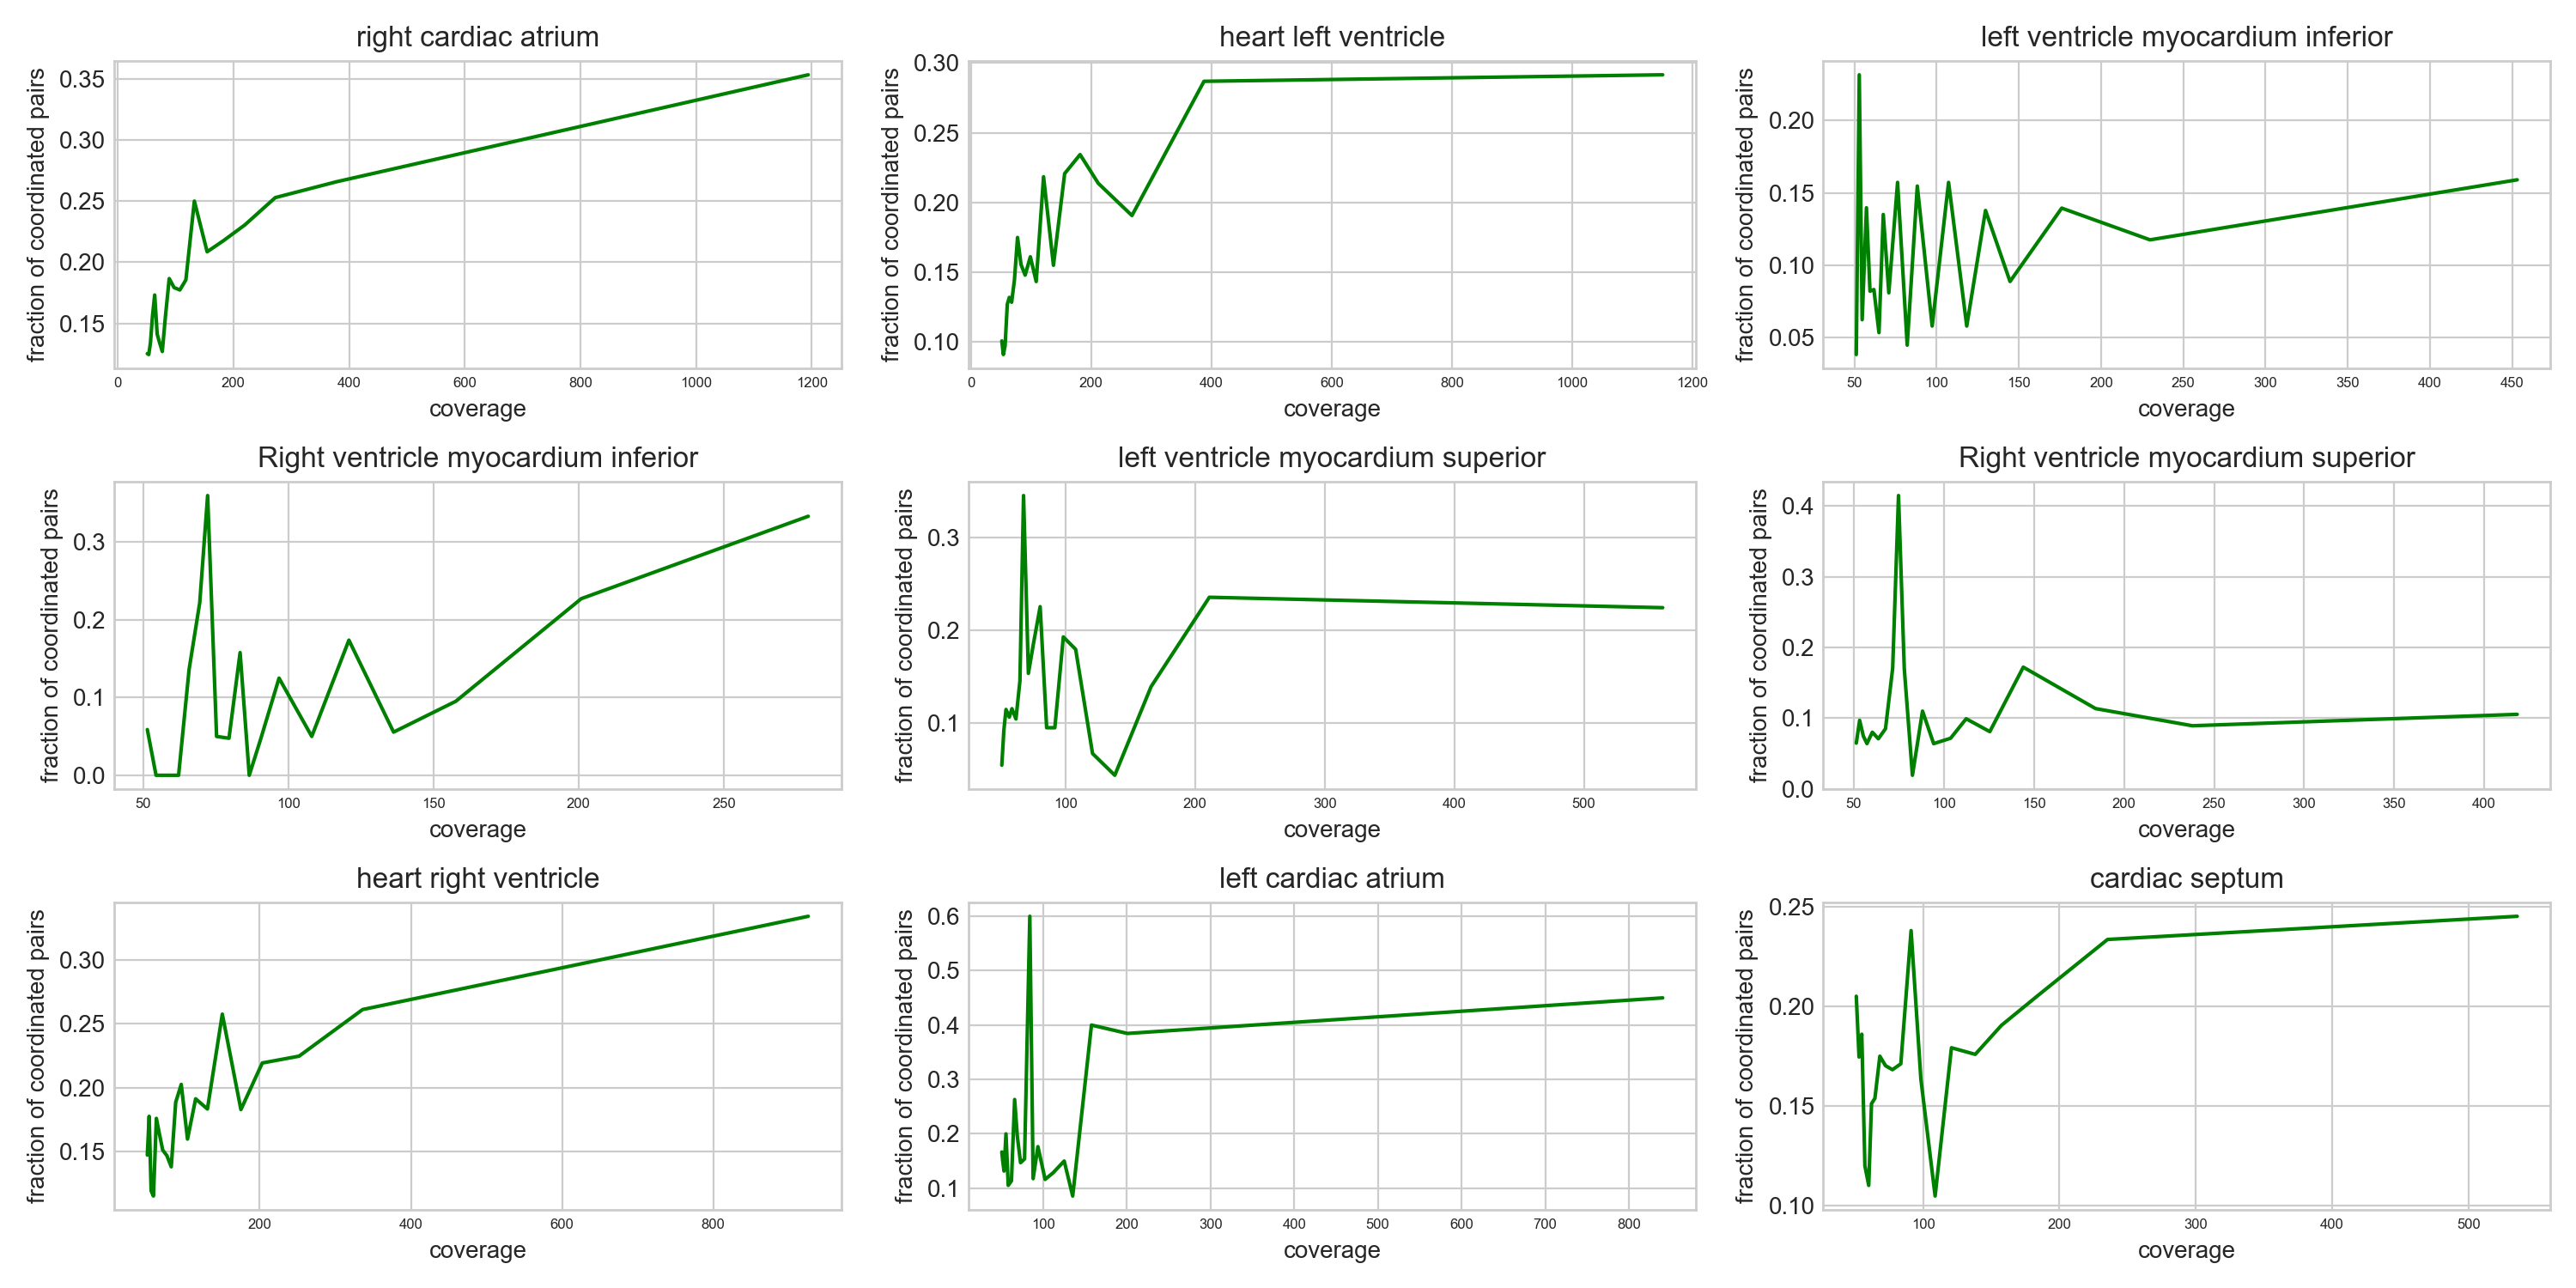 right cardiac atrium
fraction of coordinated pairs
0.35
0.30
0.25
0.20
0.15
0 200 400 600 800 1000 1200
coverage
heart left ventricle
fraction of coordinated pairs
0.30
0.25
0.20
0.15
0.10
0 200 400 600 800 1000 1200
coverage
left ventricle myocardium inferior
fraction of coordinated pairs
0.20
0.15
0.10
0.05
50 100 150 200 250 300 350 400 450
coverage
Right ventricle myocardium inferior
fraction of coordinated pairs
0.3
0.2
0.1
0.0
50 100 150 200 250
coverage
left ventricle myocardium superior
fraction of coordinated pairs
0.3
0.2
0.1
100 200 300 400 500
coverage
Right ventricle myocardium superior
fraction of coordinated pairs
0.4
0.3
0.2
0.1
0.0
50 100 150 200 250 300 350 400
coverage
heart right ventricle
fraction of coordinated pairs
0.30
0.25
0.20
0.15
200 400 600 800
coverage
left cardiac atrium
fraction of coordinated pairs
0.6
0.5
0.4
0.3
0.2
0.1
100 200 300 400 500 600 700 800
coverage
cardiac septum
fraction of coordinated pairs
0.25
0.20
0.15
0.10
100 200 300 400 500
coverage